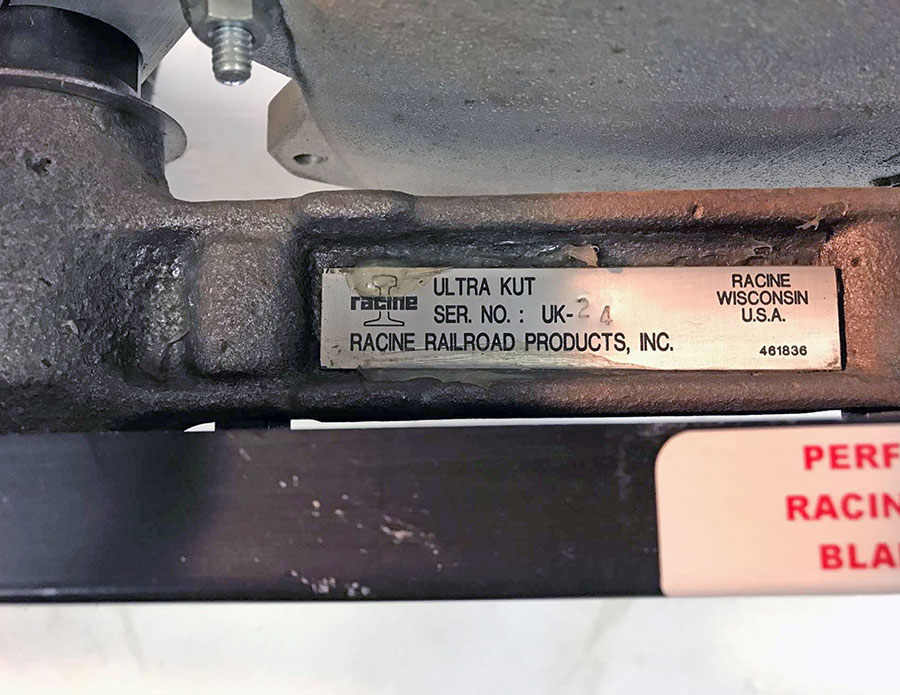 racine
ULTRA KUT
SER. NO. : UK-24
RACINE RAILROAD PRODUCTS, INC.
RACINE
WISCONSIN
U.S.A.
461836
PERF
RACIN
BLA